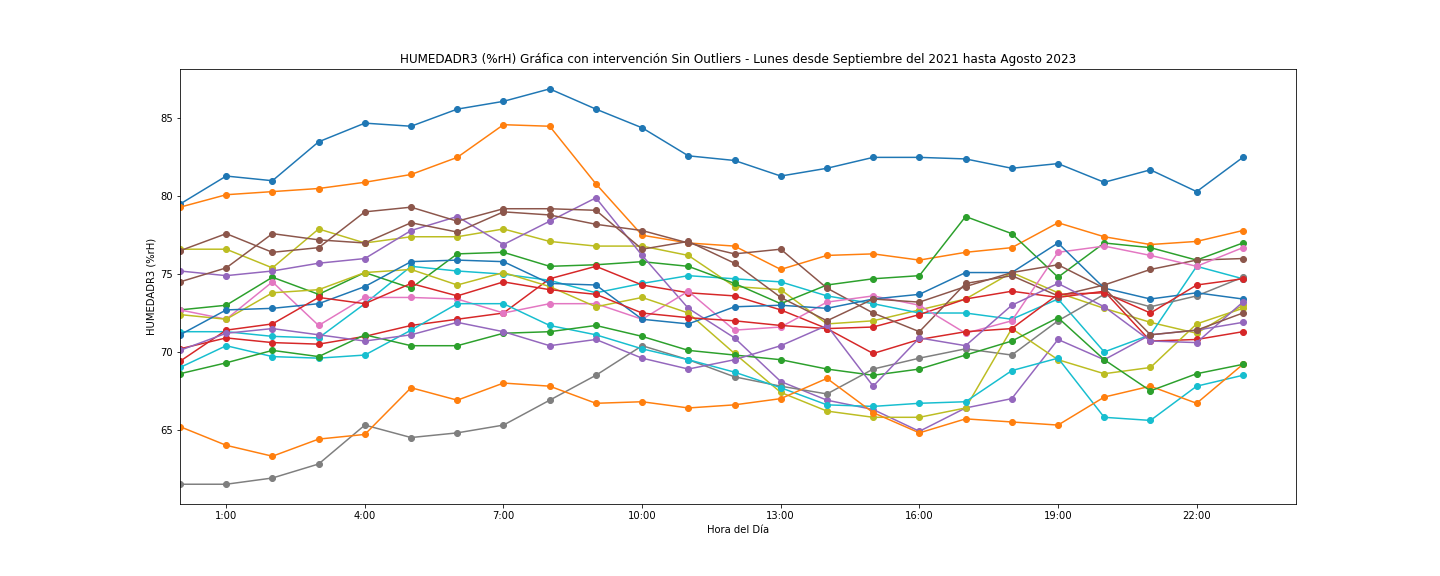 HUMEDADR3 (%rH) Gráfica con intervención Sin Outliers - Lunes desde Septiembre del 2021 hasta Agosto 2023
HUMEDADR3 (%rH)
85
80
75
70
65
1:00 4:00 7:00 10:00 13:00 16:00 19:00 22:00
Hora del Día